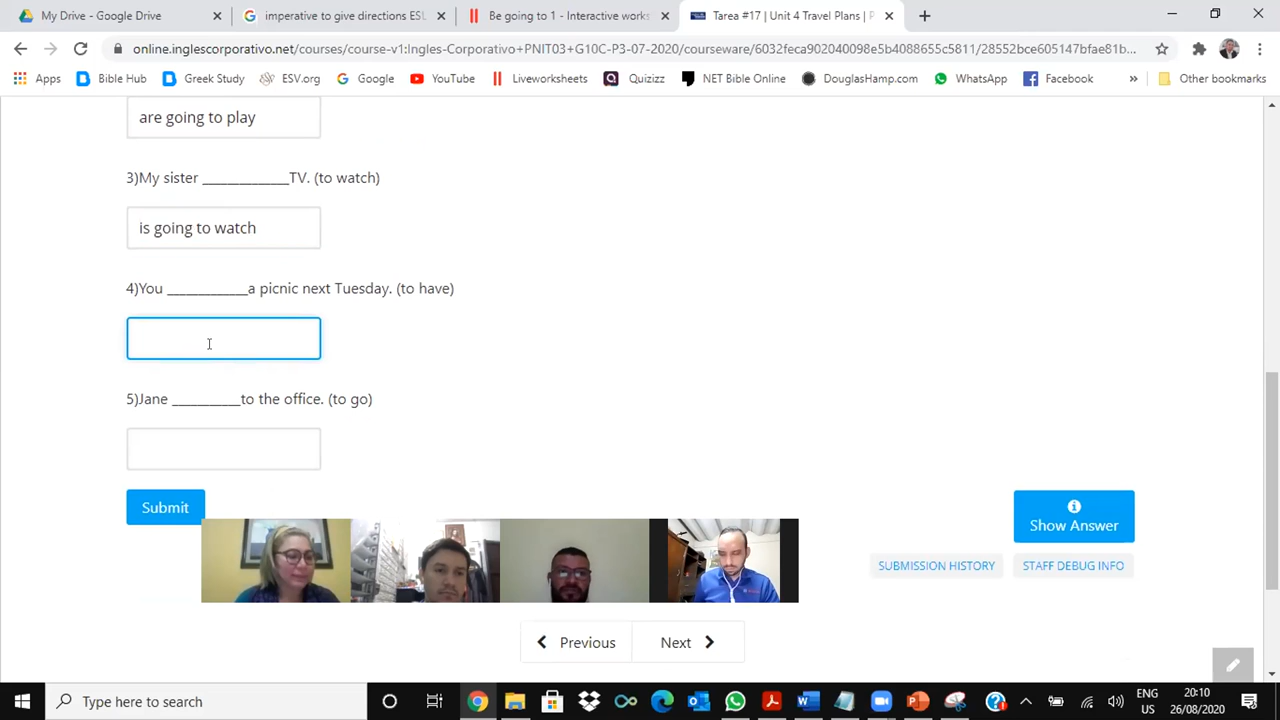 My Drive - Google Drive
imperative to give directions ESL
Be going to 1 - Interactive works
Tarea #17 | Unit 4 Travel Plans | P
online.inglescorporativo.net/courses/course-v1:Ingles-Corporativo+PNIT03+G10C-P3-07-2020/courseware/6032feca902040098e5b4088655c5811/28552bce605147bfae81b...
Apps Bible Hub Greek Study ESV.org Google YouTube Liveworksheets Quizizz NET Bible Online DouglasHamp.com WhatsApp Facebook » Other bookmarks
are going to play
3)My sister _____________TV. (to watch)
is going to watch
4)You ____________a picnic next Tuesday. (to have)
5)Jane __________to the office. (to go)
Submit
Show Answer
SUBMISSION HISTORY STAFF DEBUG INFO
Previous Next
Type here to search
ENG 20:10
US 26/08/2020